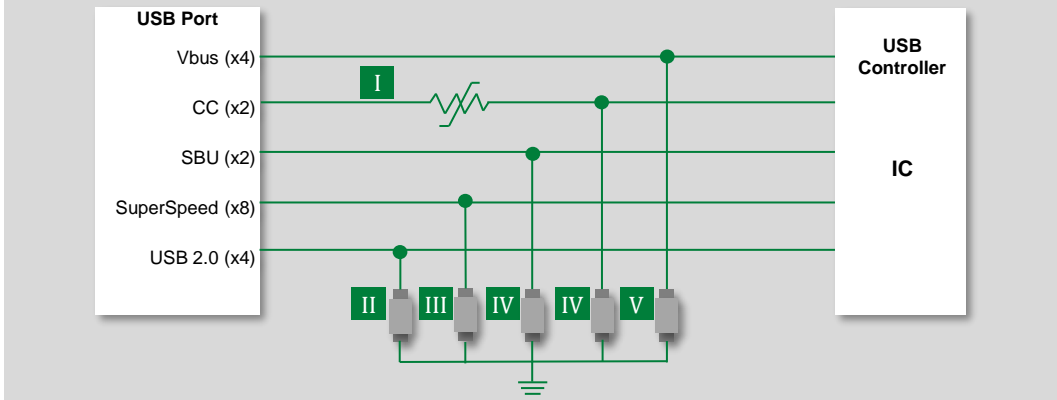 USB Port
Vbus (x4)
CC (x2)
SBU (x2)
SuperSpeed (x8)
USB 2.0 (x4)
I
II
III
IV
IV
V
USB
Controller
IC